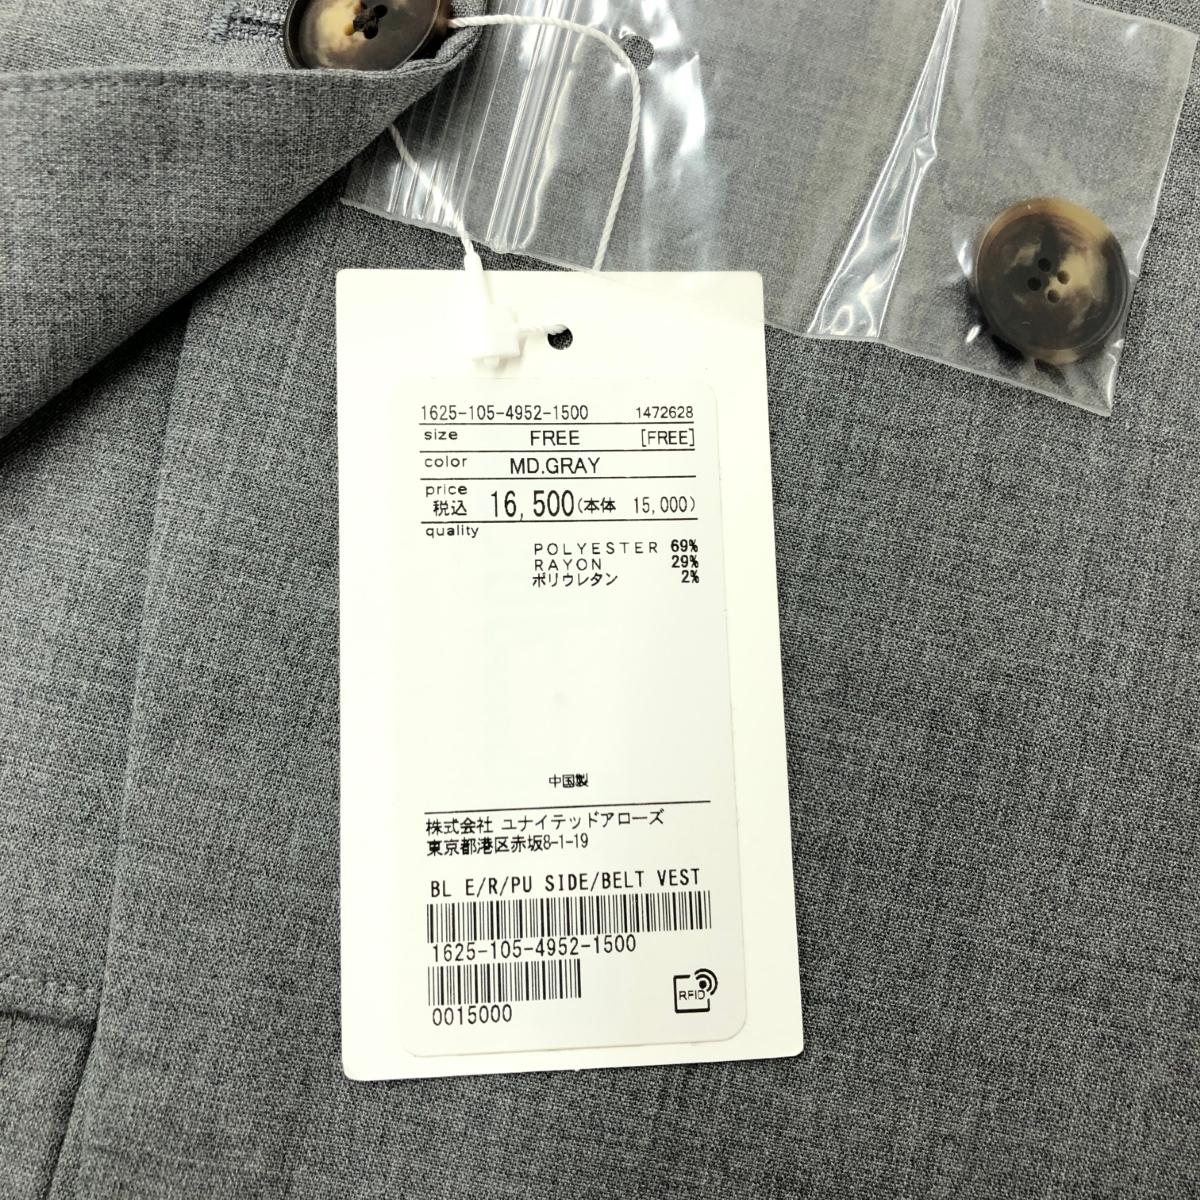 1625-105-4952-1500 1472628
size FREE [FREE]
color MD.GRAY
price
税込 16,500(本体 15,000)
quality
POLYESTER 69%
RAYON 29%
ポリウレタン 2%
中国製
株式会社 ユナイテッドアローズ
東京都港区赤坂8-1-19
BL E/R/PU SIDE/BELT VEST
1625-105-4952-1500
0015000
RFID